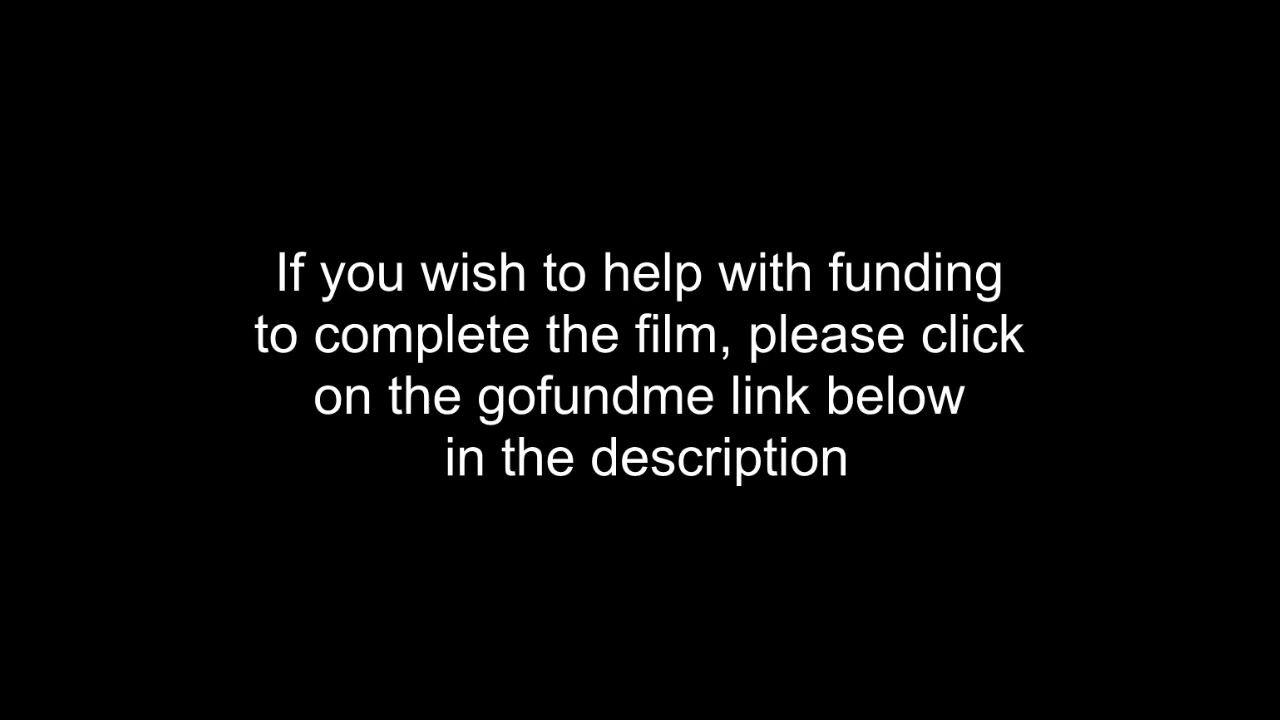 If you wish to help with funding
to complete the film, please click
on the gofundme link below
in the description